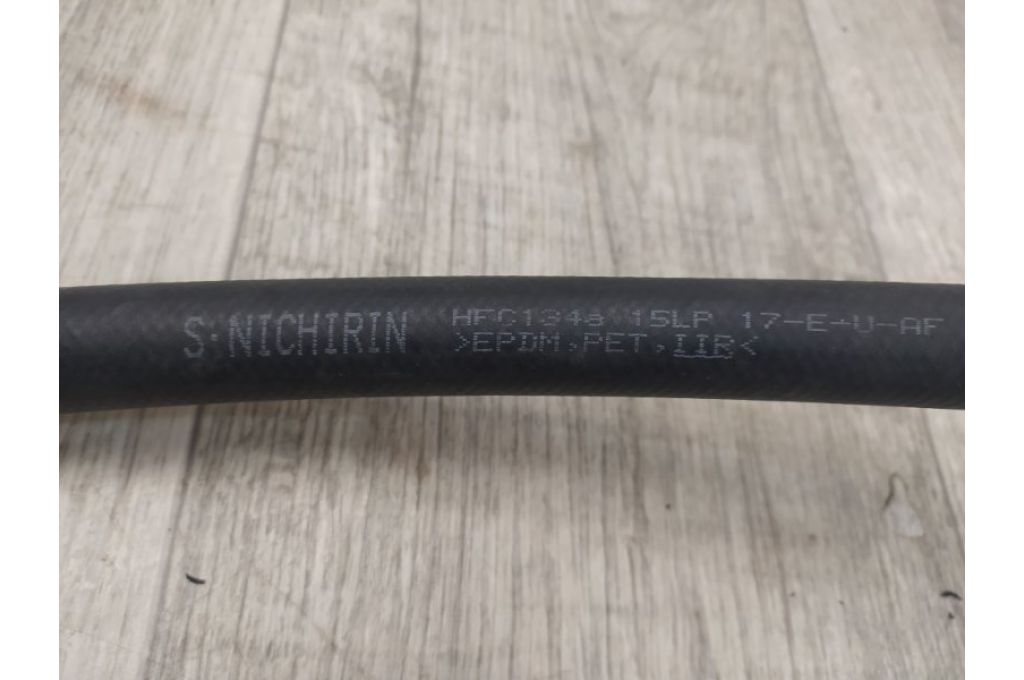 S·NICHIRIN
HFC134a 15LP 17-E-U-AF
>EPDM,PET,IIR<